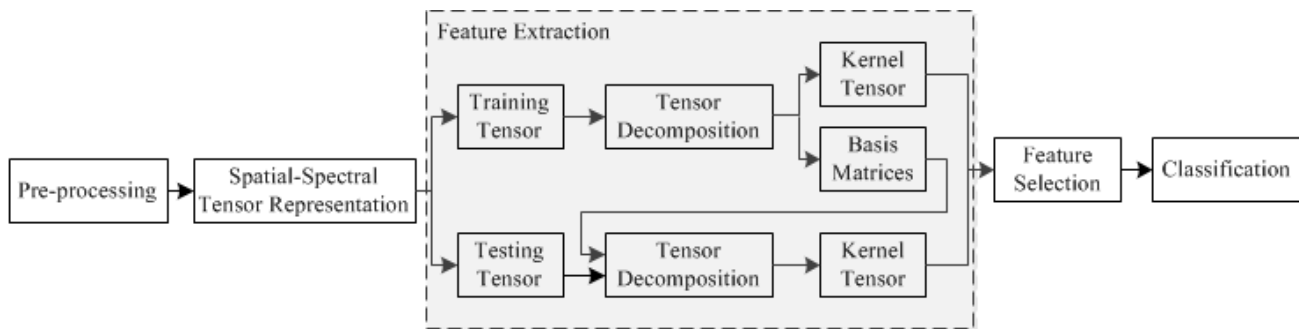 Feature Extraction
Kernel
Tensor
Training
Tensor
Tensor
Decomposition
Basis
Matrices
Pre-processing
Spatial-Spectral
Tensor Representation
Feature
Selection
Classification
Testing
Tensor
Tensor
Decomposition
Kernel
Tensor